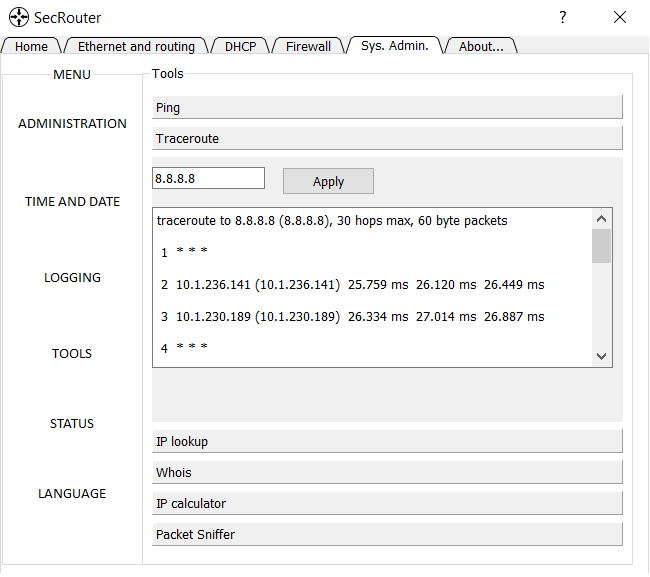 SecRouter
?
Home Ethernet and routing DHCP Firewall Sys. Admin. About...
MENU
ADMINISTRATION
TIME AND DATE
LOGGING
TOOLS
STATUS
LANGUAGE
Tools
Ping
Traceroute
8.8.8.8 Apply
traceroute to 8.8.8.8 (8.8.8.8), 30 hops max, 60 byte packets
1 * * *
2 10.1.236.141 (10.1.236.141) 25.759 ms 26.120 ms 26.449 ms
3 10.1.230.189 (10.1.230.189) 26.334 ms 27.014 ms 26.887 ms
4 * * *
IP lookup
Whois
IP calculator
Packet Sniffer